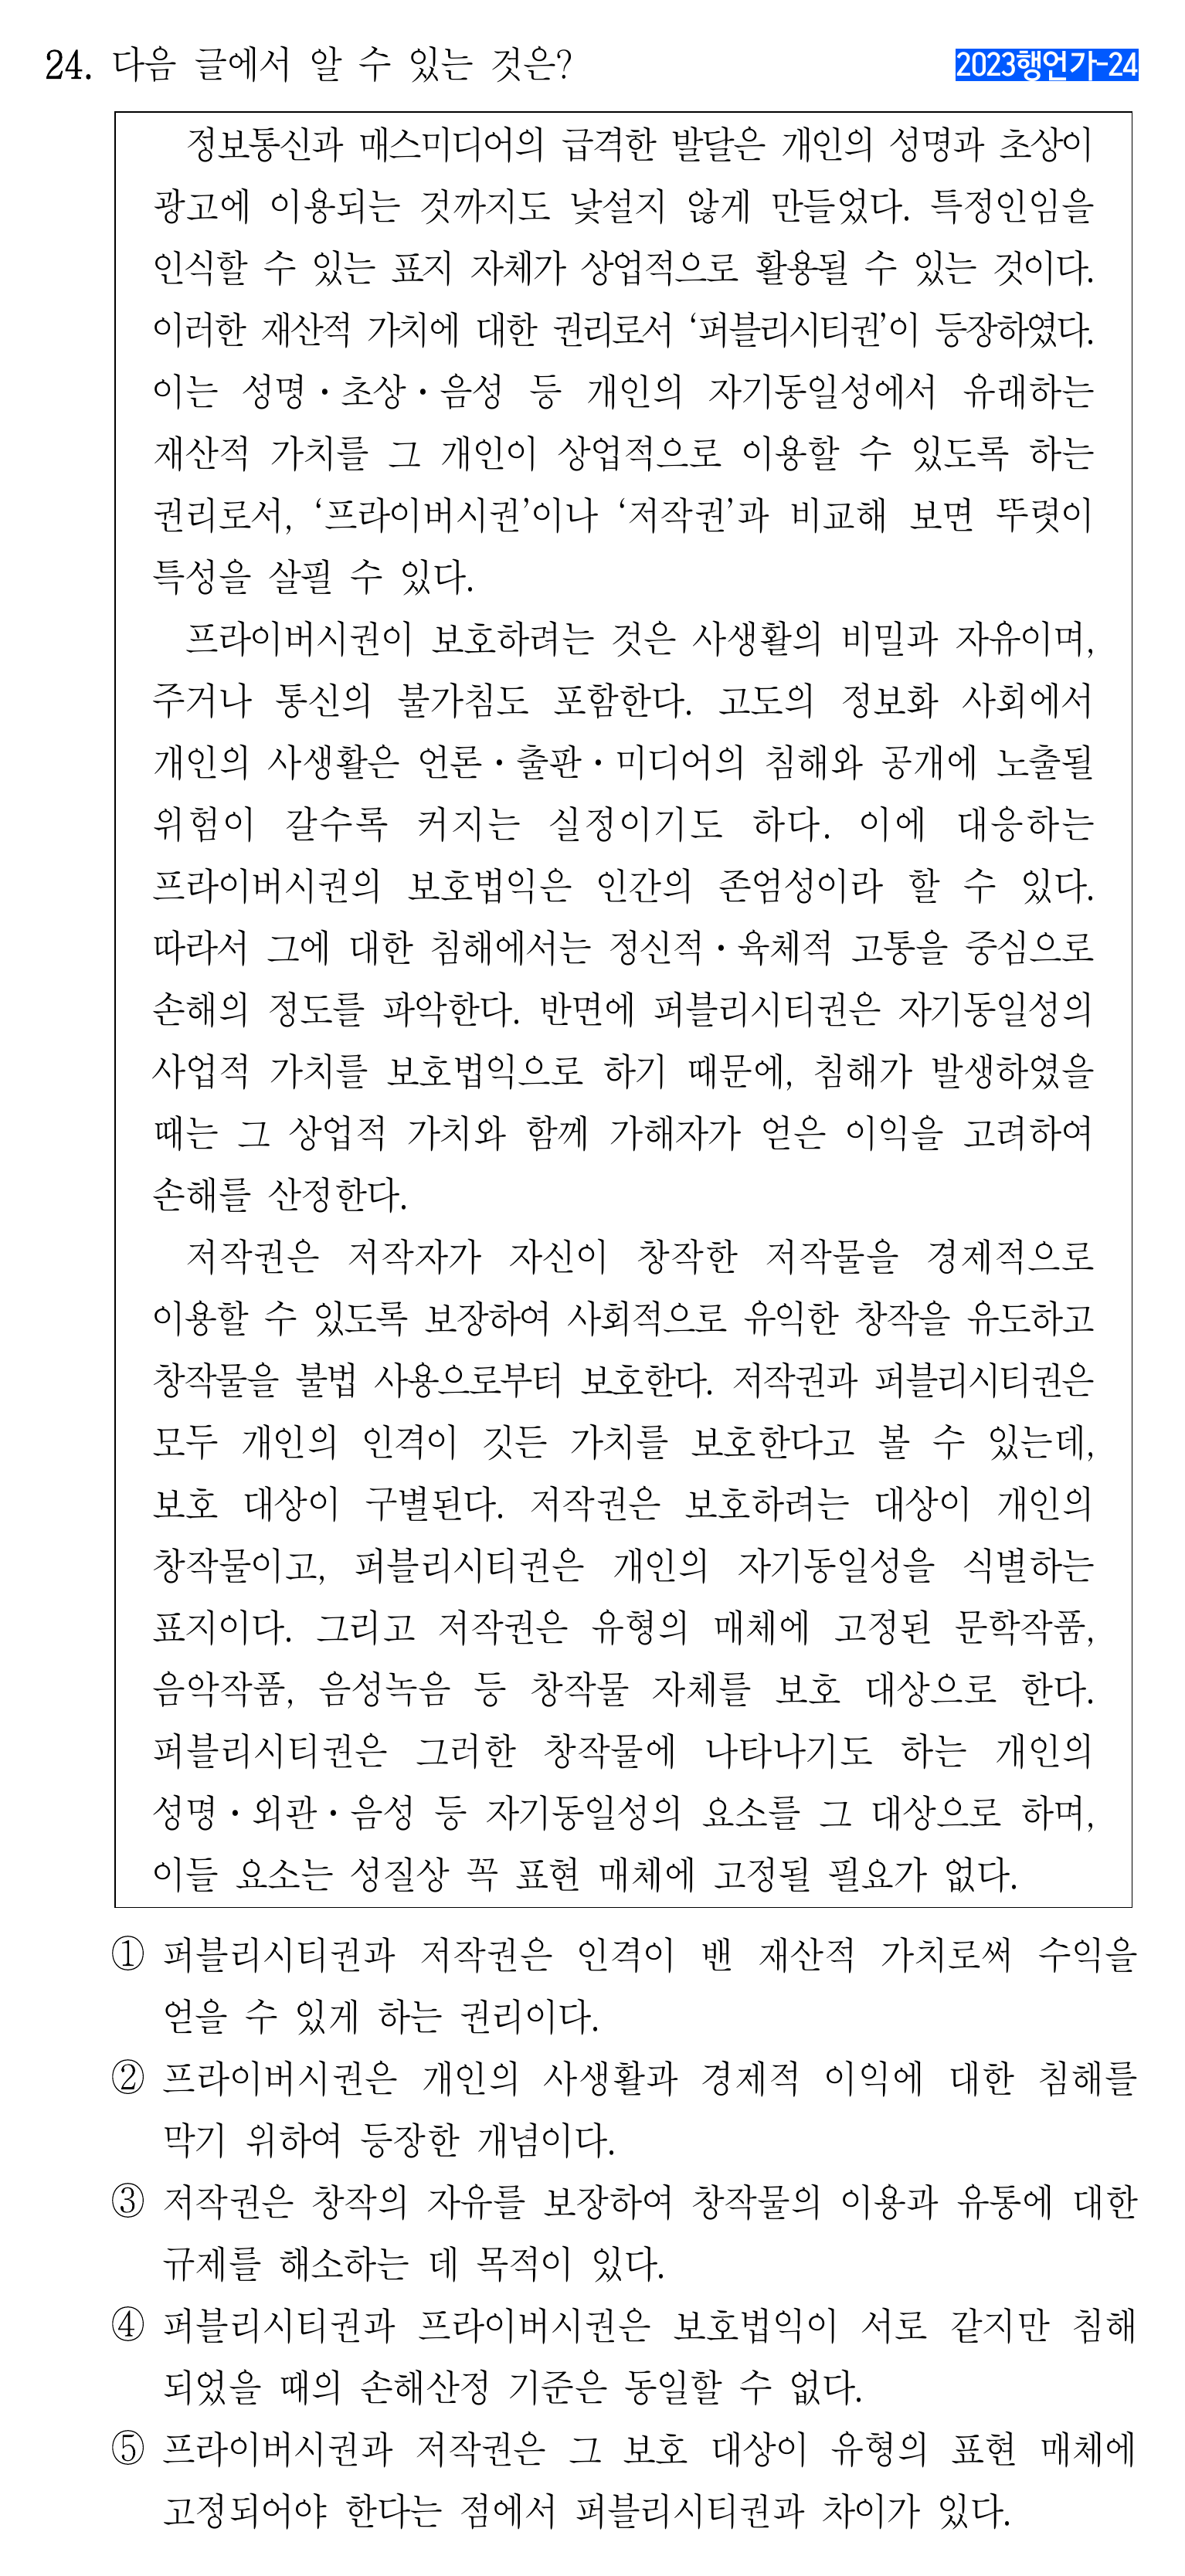 24. 다음 글에서 알 수 있는 것은?
2023행언가-24
정보통신과 매스미디어의 급격한 발달은 개인의 성명과 초상이
광고에 이용되는 것까지도 낯설지 않게 만들었다. 특정인임을
인식할 수 있는 표지 자체가 상업적으로 활용될 수 있는 것이다.
이러한 재산적 가치에 대한 권리로서 ‘퍼블리시티권’이 등장하였다.
이는 성명·초상·음성 등 개인의 자기동일성에서 유래하는
재산적 가치를 그 개인이 상업적으로 이용할 수 있도록 하는
권리로서, ‘프라이버시권’이나 ‘저작권’과 비교해 보면 뚜렷이
특성을 살필 수 있다.
프라이버시권이 보호하려는 것은 사생활의 비밀과 자유이며,
주거나 통신의 불가침도 포함한다. 고도의 정보화 사회에서
개인의 사생활은 언론·출판·미디어의 침해와 공개에 노출될
위험이 갈수록 커지는 실정이기도 하다. 이에 대응하는
프라이버시권의 보호법익은 인간의 존엄성이라 할 수 있다.
따라서 그에 대한 침해에서는 정신적·육체적 고통을 중심으로
손해의 정도를 파악한다. 반면에 퍼블리시티권은 자기동일성의
사업적 가치를 보호법익으로 하기 때문에, 침해가 발생하였을
때는 그 상업적 가치와 함께 가해자가 얻은 이익을 고려하여
손해를 산정한다.
저작권은 저작자가 자신이 창작한 저작물을 경제적으로
이용할 수 있도록 보장하여 사회적으로 유익한 창작을 유도하고
창작물을 불법 사용으로부터 보호한다. 저작권과 퍼블리시티권은
모두 개인의 인격이 깃든 가치를 보호한다고 볼 수 있는데,
보호 대상이 구별된다. 저작권은 보호하려는 대상이 개인의
창작물이고, 퍼블리시티권은 개인의 자기동일성을 식별하는
표지이다. 그리고 저작권은 유형의 매체에 고정된 문학작품,
음악작품, 음성녹음 등 창작물 자체를 보호 대상으로 한다.
퍼블리시티권은 그러한 창작물에 나타나기도 하는 개인의
성명·외관·음성 등 자기동일성의 요소를 그 대상으로 하며,
이들 요소는 성질상 꼭 표현 매체에 고정될 필요가 없다.
① 퍼블리시티권과 저작권은 인격이 밴 재산적 가치로써 수익을
얻을 수 있게 하는 권리이다.
② 프라이버시권은 개인의 사생활과 경제적 이익에 대한 침해를
막기 위하여 등장한 개념이다.
③ 저작권은 창작의 자유를 보장하여 창작물의 이용과 유통에 대한
규제를 해소하는 데 목적이 있다.
④ 퍼블리시티권과 프라이버시권은 보호법익이 서로 같지만 침해
되었을 때의 손해산정 기준은 동일할 수 없다.
⑤ 프라이버시권과 저작권은 그 보호 대상이 유형의 표현 매체에
고정되어야 한다는 점에서 퍼블리시티권과 차이가 있다.